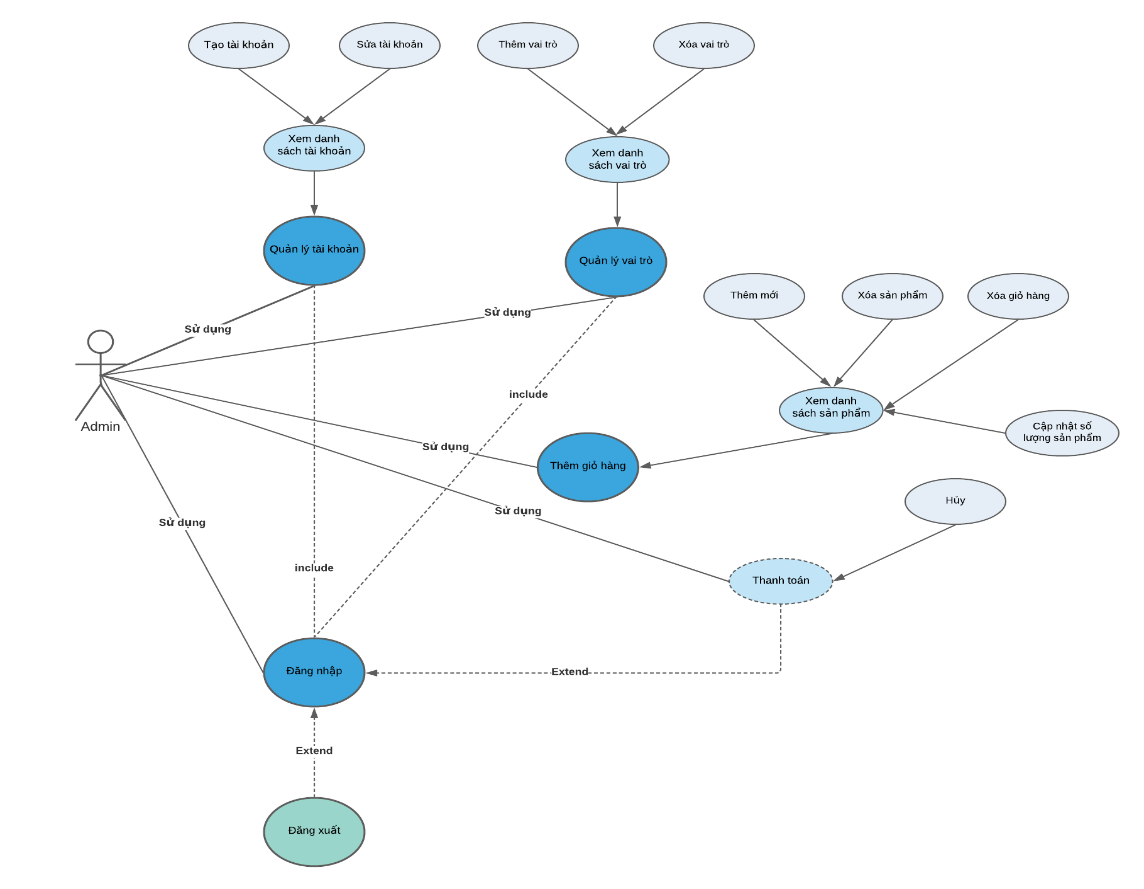 Tạo tài khoản
Sửa tài khoản
Thêm vai trò
Xóa vai trò
Xem danh
sách tài khoản
Xem danh
sách vai trò
Quản lý tài khoản
Quản lý vai trò
Thêm mới
Xóa sản phẩm
Xóa giỏ hàng
Sử dụng
Sử dụng
include
Xem danh
sách sản phẩm
Admin
Cập nhật số
lượng sản phẩm
Sử dụng
Thêm giỏ hàng
Hủy
Sử dụng
Sử dụng
include
Thanh toán
Đăng nhập
Extend
Extend
Đăng xuất